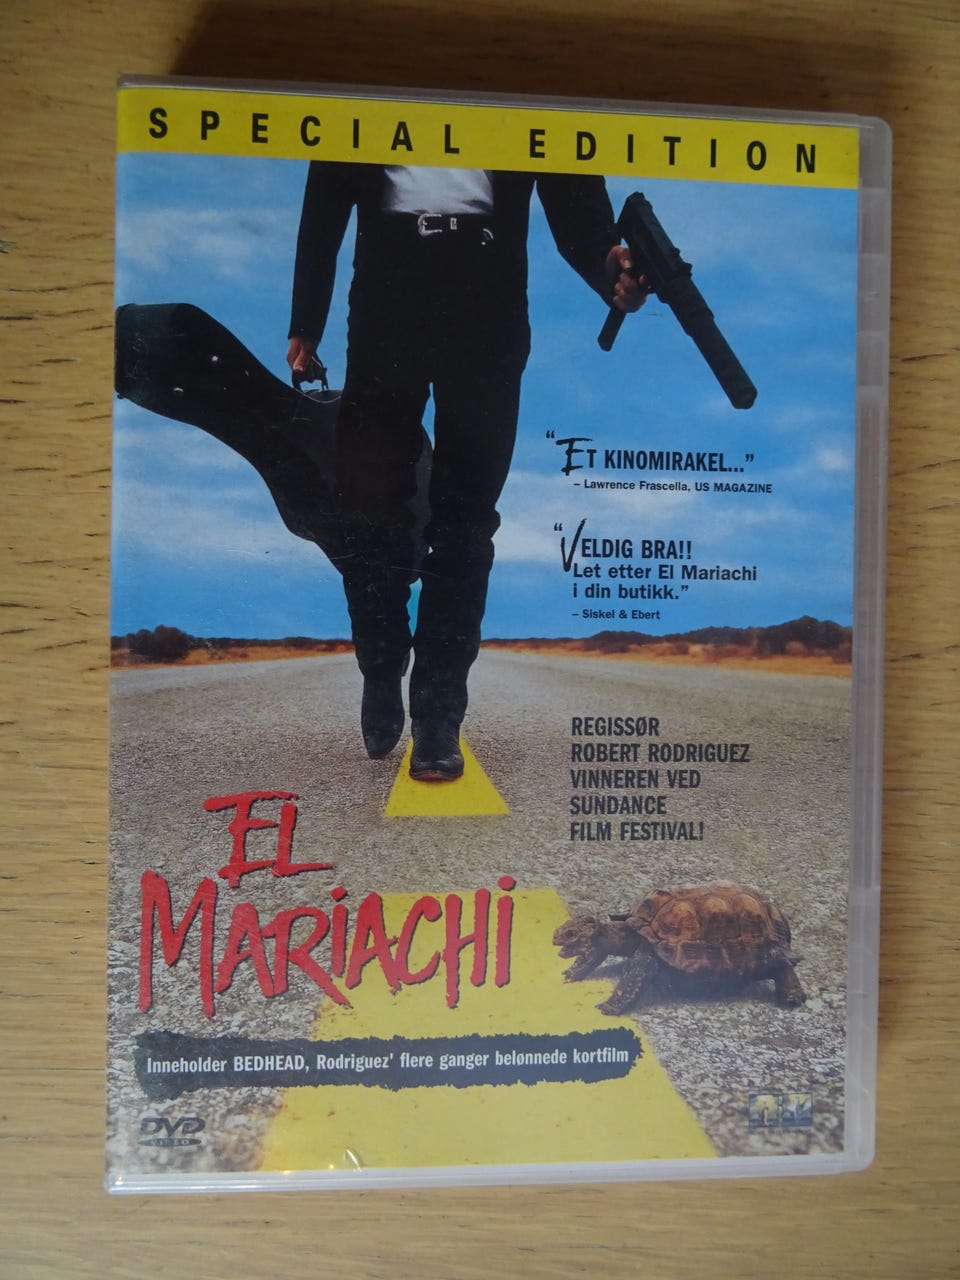 SPECIAL EDITION
"ET KINOMIRAKEL..."
– Lawrence Frascella, US MAGAZINE
"VELDIG BRA!!
Let etter El Mariachi
i din butikk."
– Siskel & Ebert
REGISSØR
ROBERT RODRIGUEZ
VINNEREN VED
SUNDANCE
FILM FESTIVAL!
EL
MARiACHi
Inneholder BEDHEAD, Rodriguez' flere ganger belønnede kortfilm
DVD
VIDEO